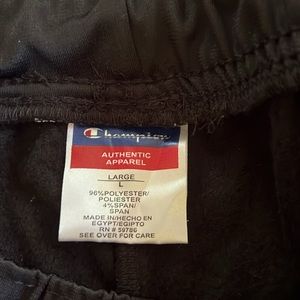 Champion
AUTHENTIC
APPAREL
LARGE
L
96%POLYESTER/
POLIESTER
4%SPAN/
SPAN
MADE IN/HECHO EN
EGYPT/EGIPTO
RN # 59786
SEE OVER FOR CARE